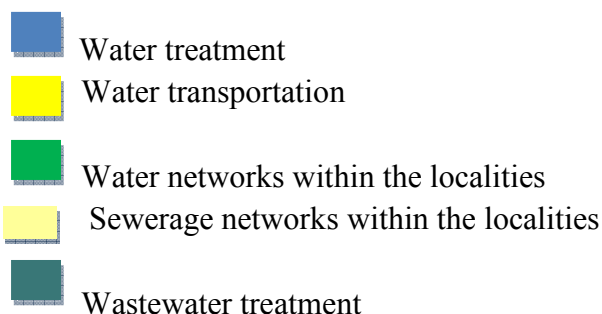 Water treatment
Water transportation
Water networks within the localities
Sewerage networks within the localities
Wastewater treatment